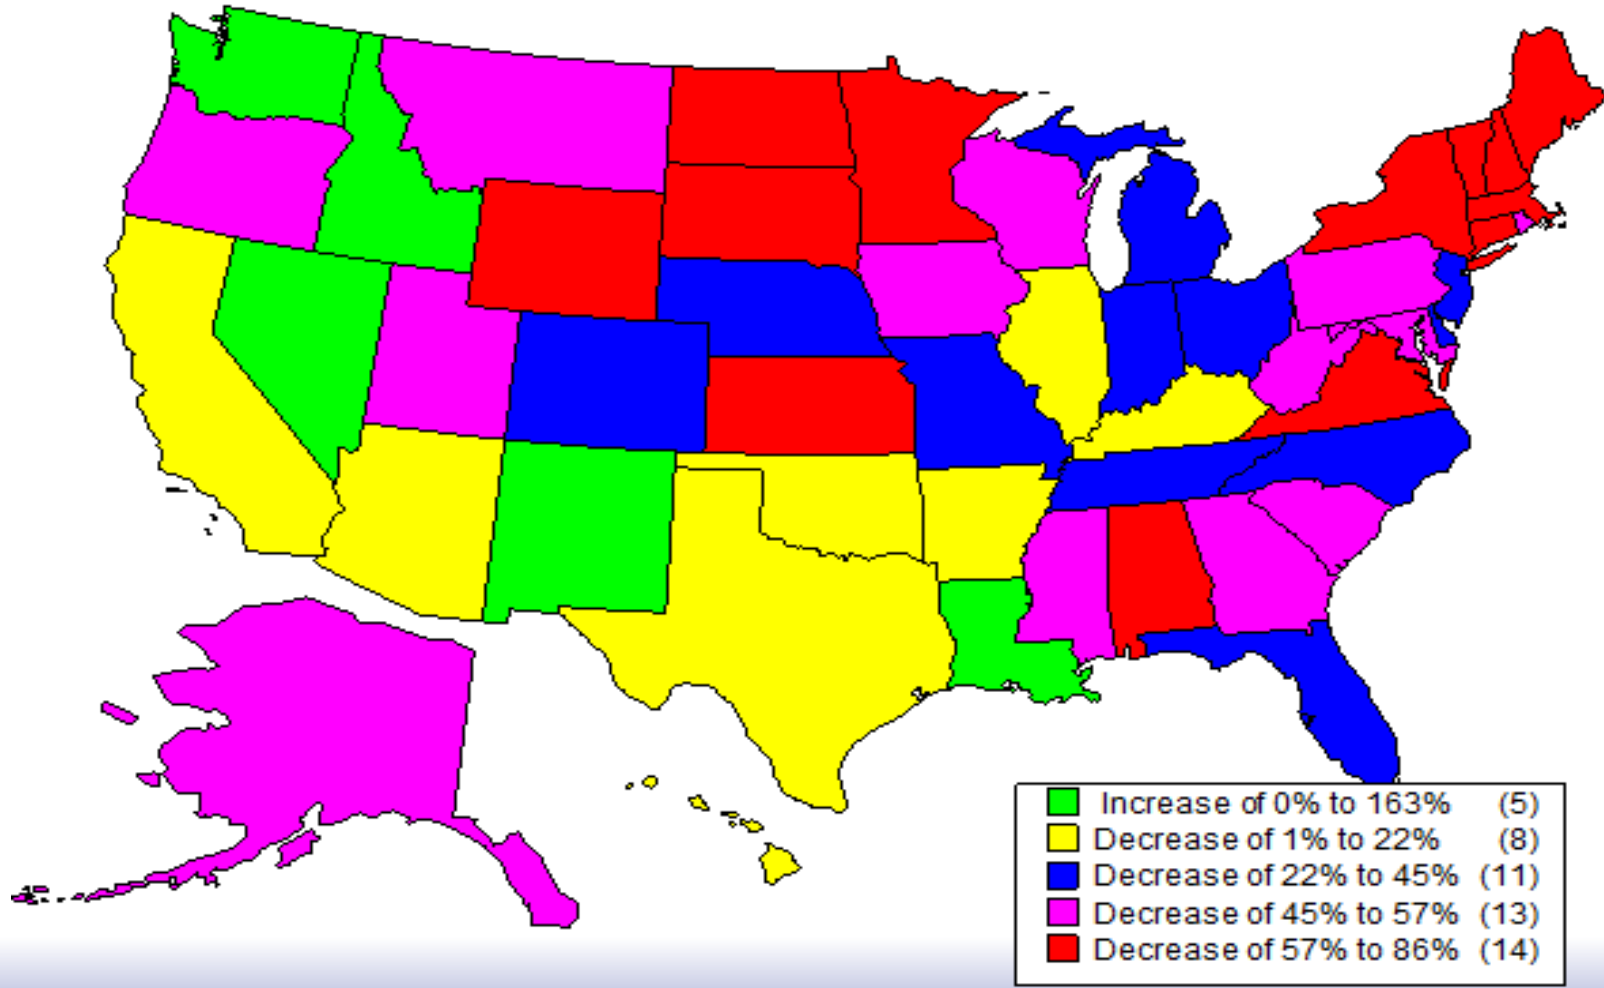 Increase of 0% to 163% (5)
Decrease of 1% to 22% (8)
Decrease of 22% to 45% (11)
Decrease of 45% to 57% (13)
Decrease of 57% to 86% (14)